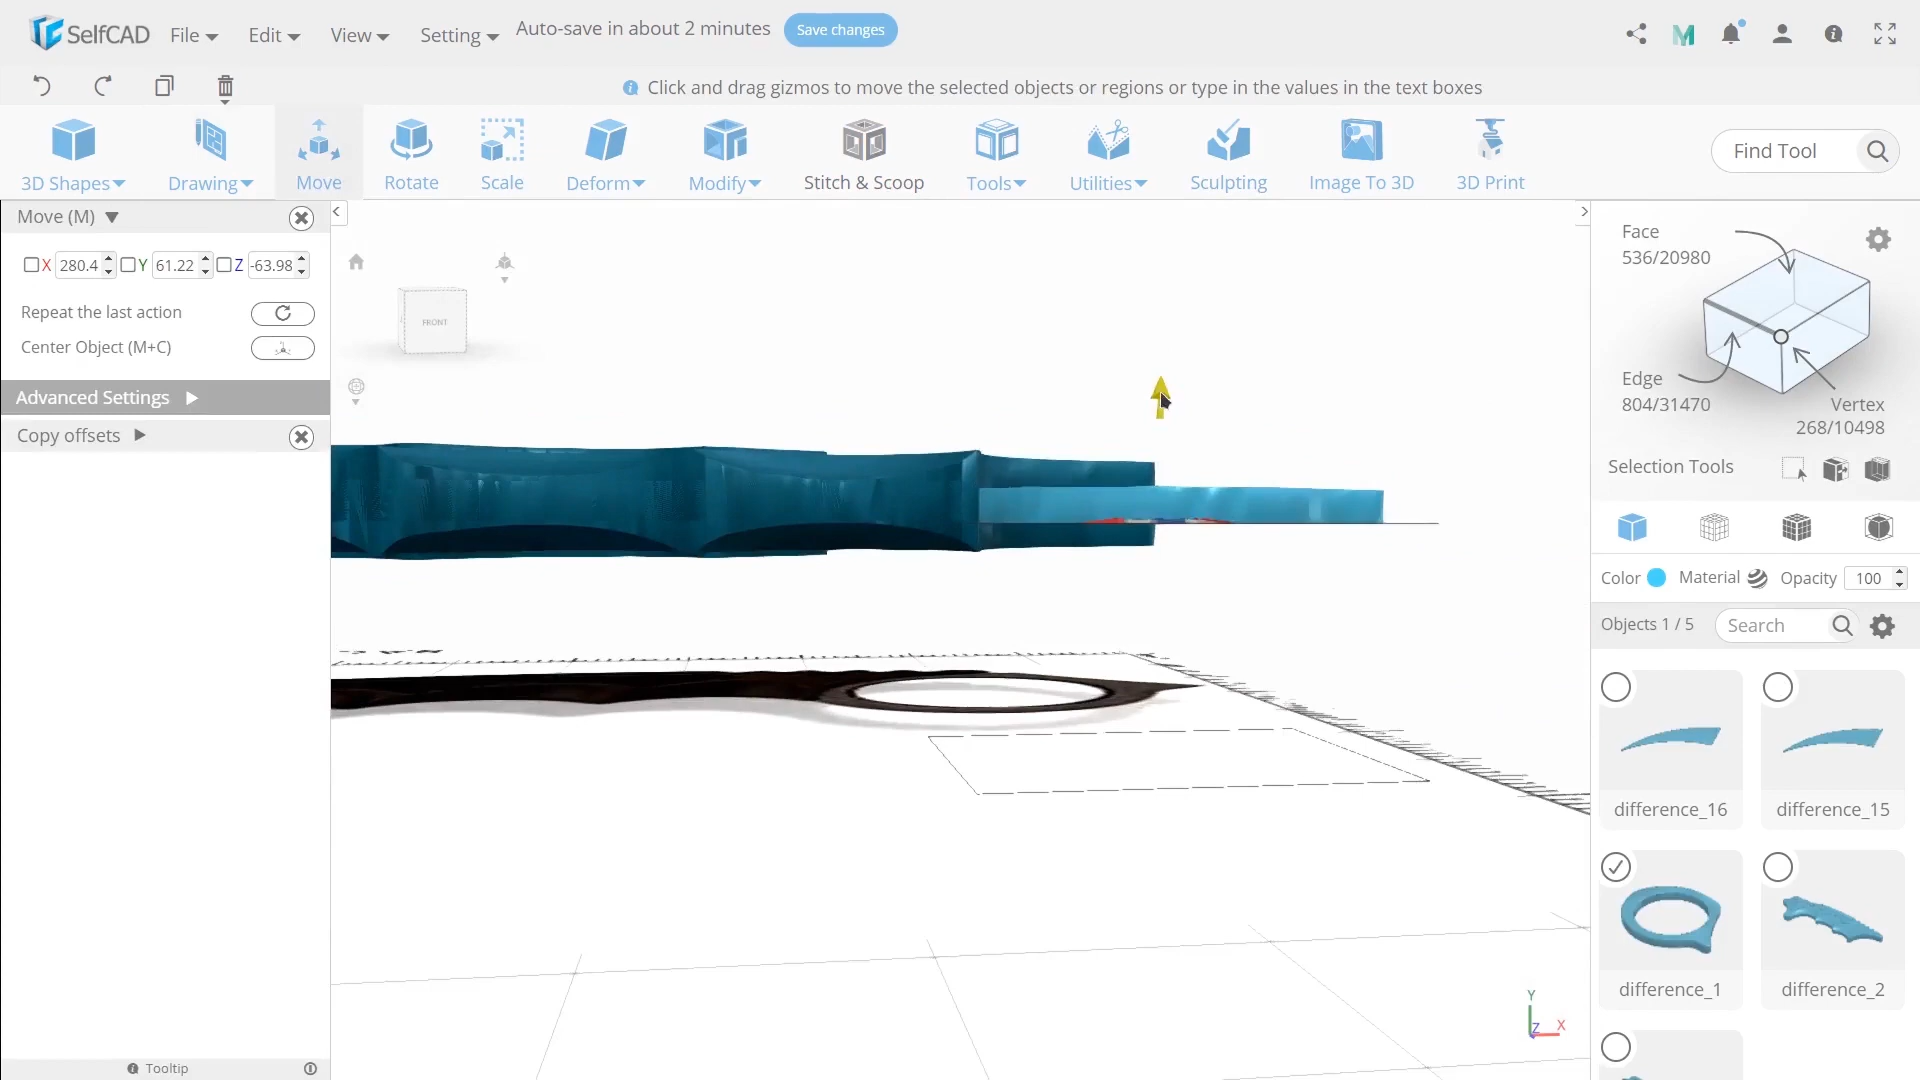 SelfCAD
File
Edit
View
Setting
Auto-save in about 2 minutes
Save changes
Click and drag gizmos to move the selected objects or regions or type in the values in the text boxes
3D Shapes
Drawing
Move
Rotate
Scale
Deform
Modify
Stitch & Scoop
Tools
Utilities
Sculpting
Image To 3D
3D Print
Find Tool
Move (M)
X 280.4
Y 61.22
Z -63.98
Repeat the last action
Center Object (M+C)
Advanced Settings
Copy offsets
FRONT
Face
536/20980
Edge
804/31470
Vertex
268/10498
Selection Tools
Color
Material
Opacity
100
Objects 1 / 5
Search
difference_16
difference_15
difference_1
difference_2
Y
Z
X
Tooltip